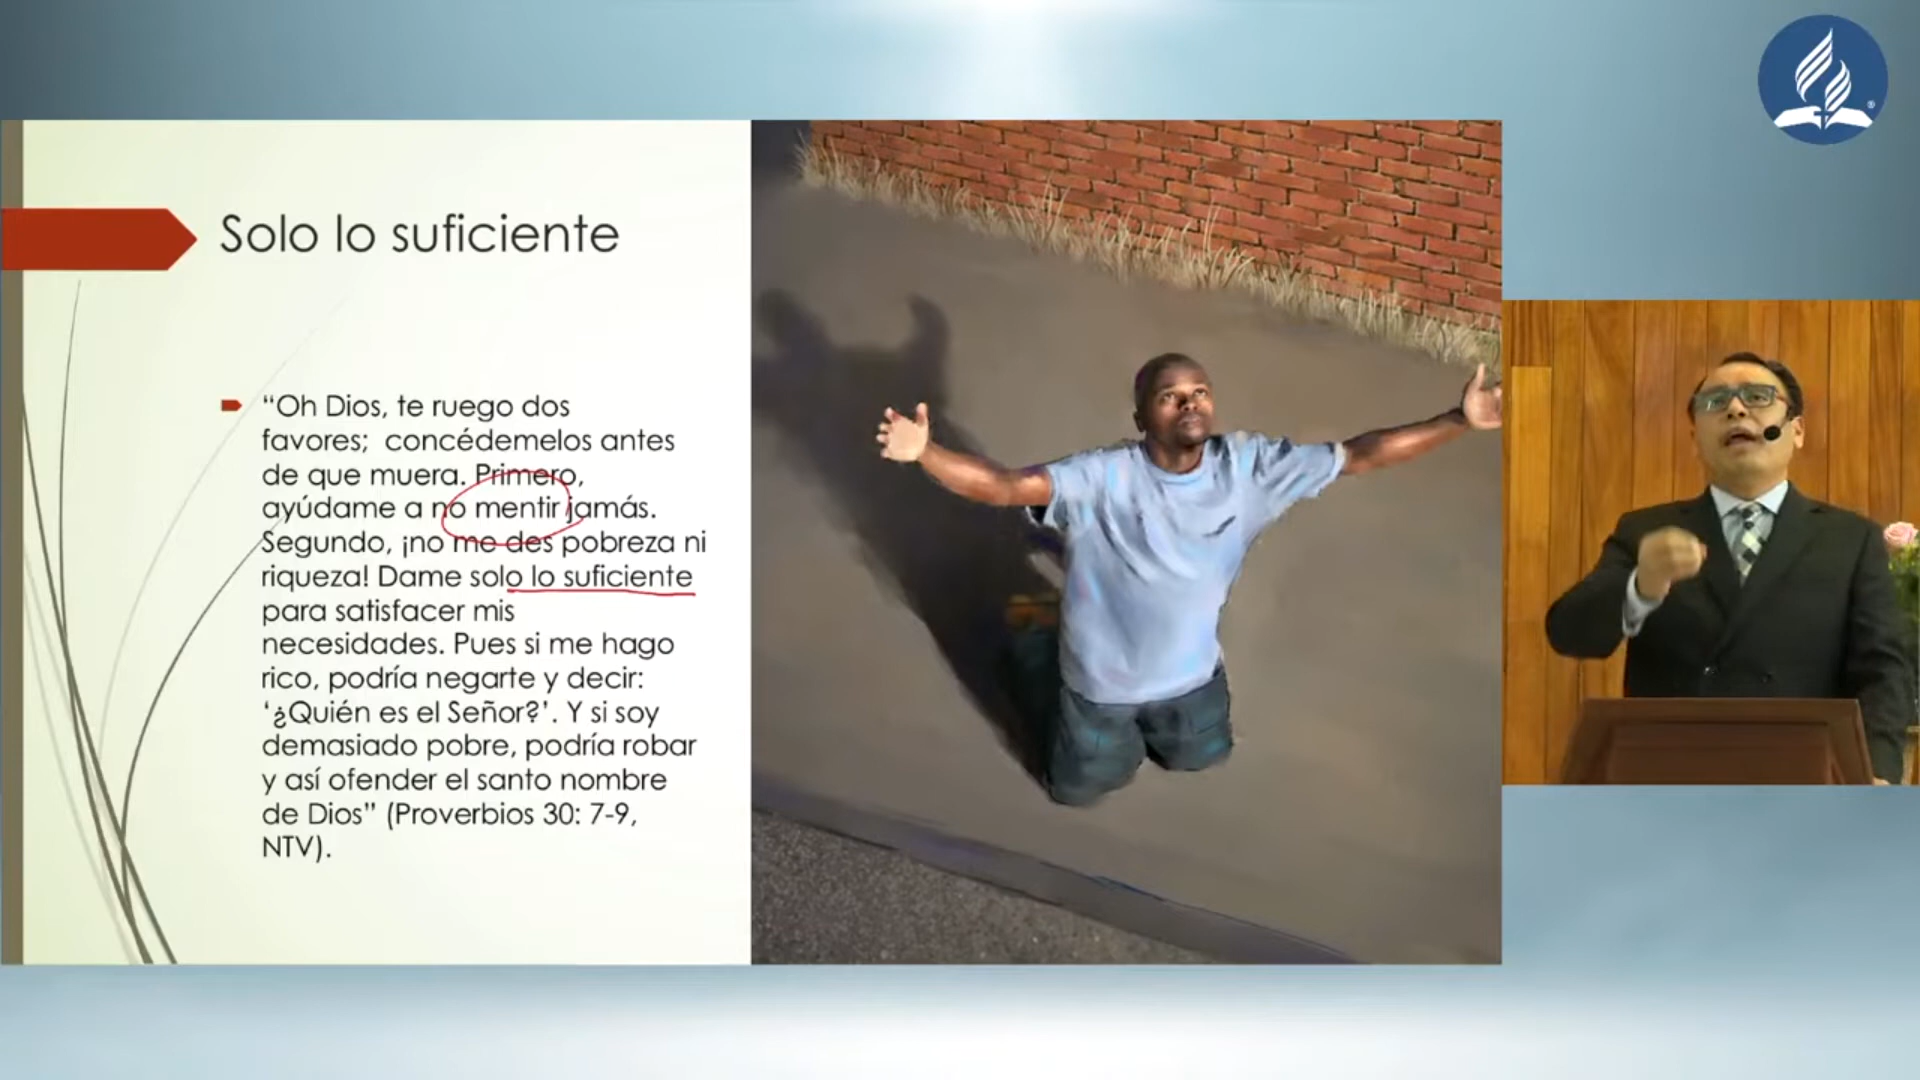 Solo lo suficiente
“Oh Dios, te ruego dos
favores;  concédemelos antes
de que muera. Primero,
ayúdame a no mentir jamás.
Segundo, ¡no me des pobreza ni
riqueza! Dame solo lo suficiente
para satisfacer mis
necesidades. Pues si me hago
rico, podría negarte y decir:
‘¿Quién es el Señor?’. Y si soy
demasiado pobre, podría robar
y así ofender el santo nombre
de Dios” (Proverbios 30: 7-9,
NTV).
®